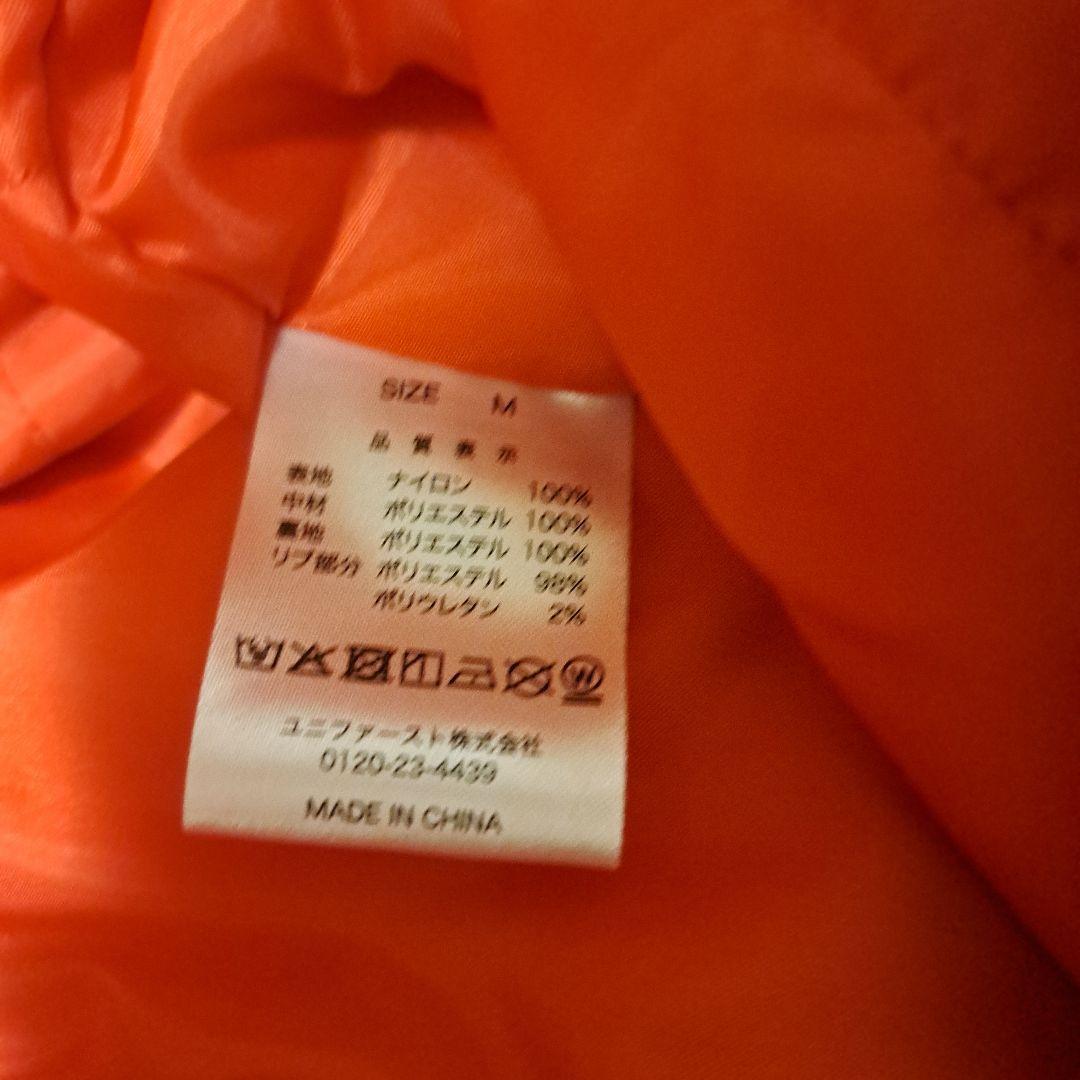 SIZE M
品質表示
表地 ナイロン 100%
中材 ポリエステル 100%
裏地 ポリエステル 100%
リブ部分 ポリエステル 98%
ポリウレタン 2%
W
ユニファースト株式会社
0120-23-4439
MADE IN CHINA